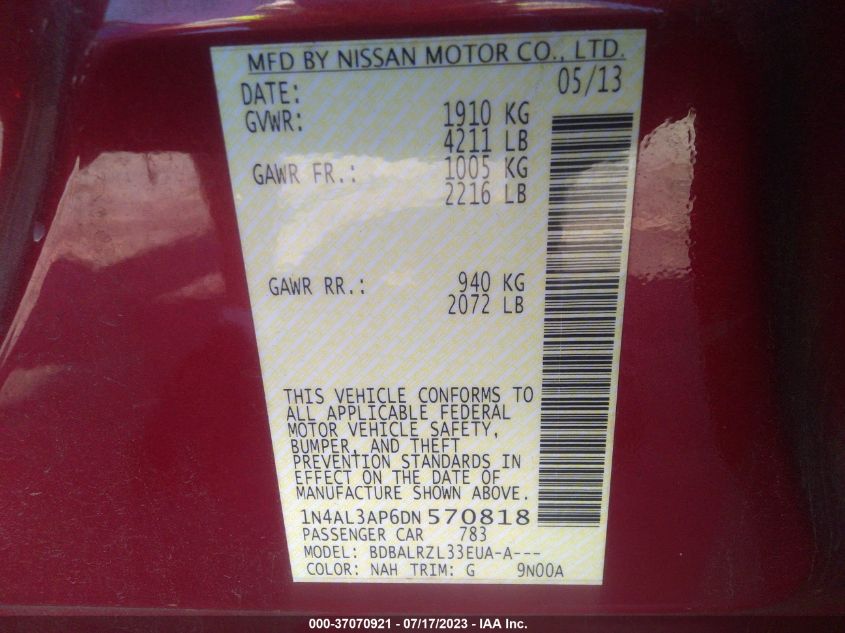 MFD BY NISSAN MOTOR CO., LTD.
DATE: 05/13
GVWR: 1910 KG
4211 LB
GAWR FR.: 1005 KG
2216 LB
GAWR RR.: 940 KG
2072 LB
THIS VEHICLE CONFORMS TO
ALL APPLICABLE FEDERAL
MOTOR VEHICLE SAFETY,
BUMPER, AND THEFT
PREVENTION STANDARDS IN
EFFECT ON THE DATE OF
MANUFACTURE SHOWN ABOVE.
1N4AL3AP6DN570818
PASSENGER CAR 783
MODEL: BDBALRZL33EUA-A---
COLOR: NAH TRIM: G 9N00A
000-37070921 - 07/17/2023 - IAA Inc.